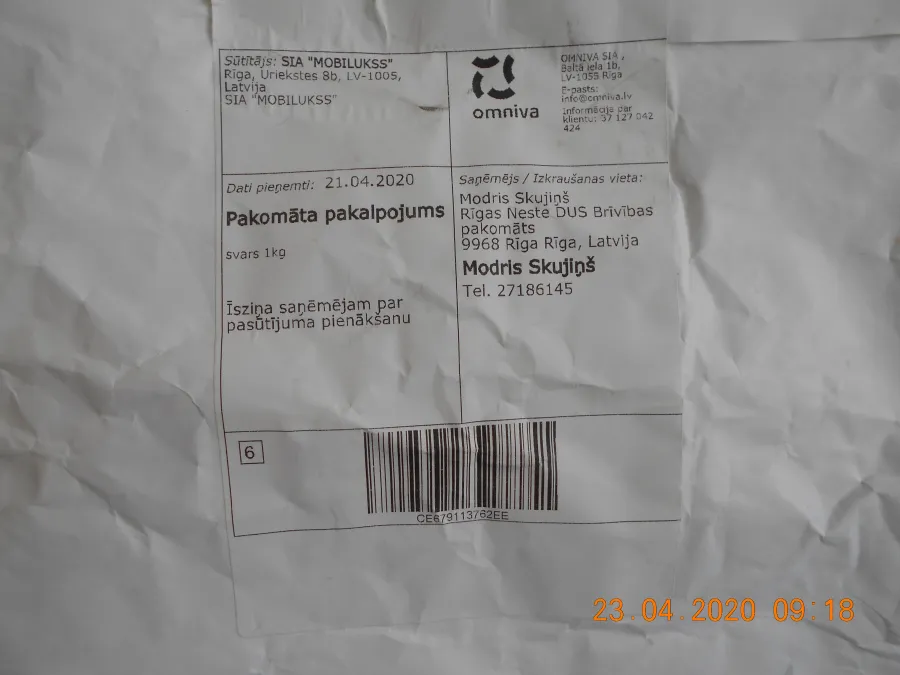 Sūtītājs: SIA "MOBILUKSS"
Rīga, Uriekstes 8b, LV-1005,
Latvija
SIA "MOBILUKSS"
omniva
OMNIVA SIA ,
Baltā iela 1b,
LV-1055 Rīga
E-pasts:
info@omniva.lv
Informācija par
klientu: 37 127 042
424
Dati pieņemti: 21.04.2020
Pakomāta pakalpojums
svars 1kg
Īsziņa saņēmējam par
pasūtījuma pienākšanu
Saņēmējs / Izkraušanas vieta:
Modris Skujiņš
Rīgas Neste DUS Brīvības
pakomāts
9968 Rīga Rīga, Latvija
Modris Skujiņš
Tel. 27186145
6
CE679113762EE
23.04.2020 09:18